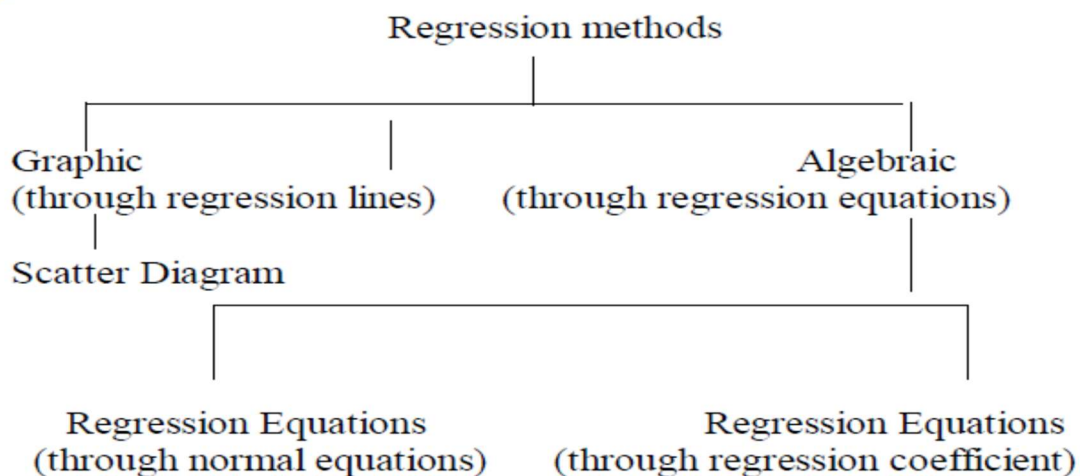 Regression methods
Graphic
(through regression lines)
Algebraic
(through regression equations)
Scatter Diagram
Regression Equations
(through normal equations)
Regression Equations
(through regression coefficient)